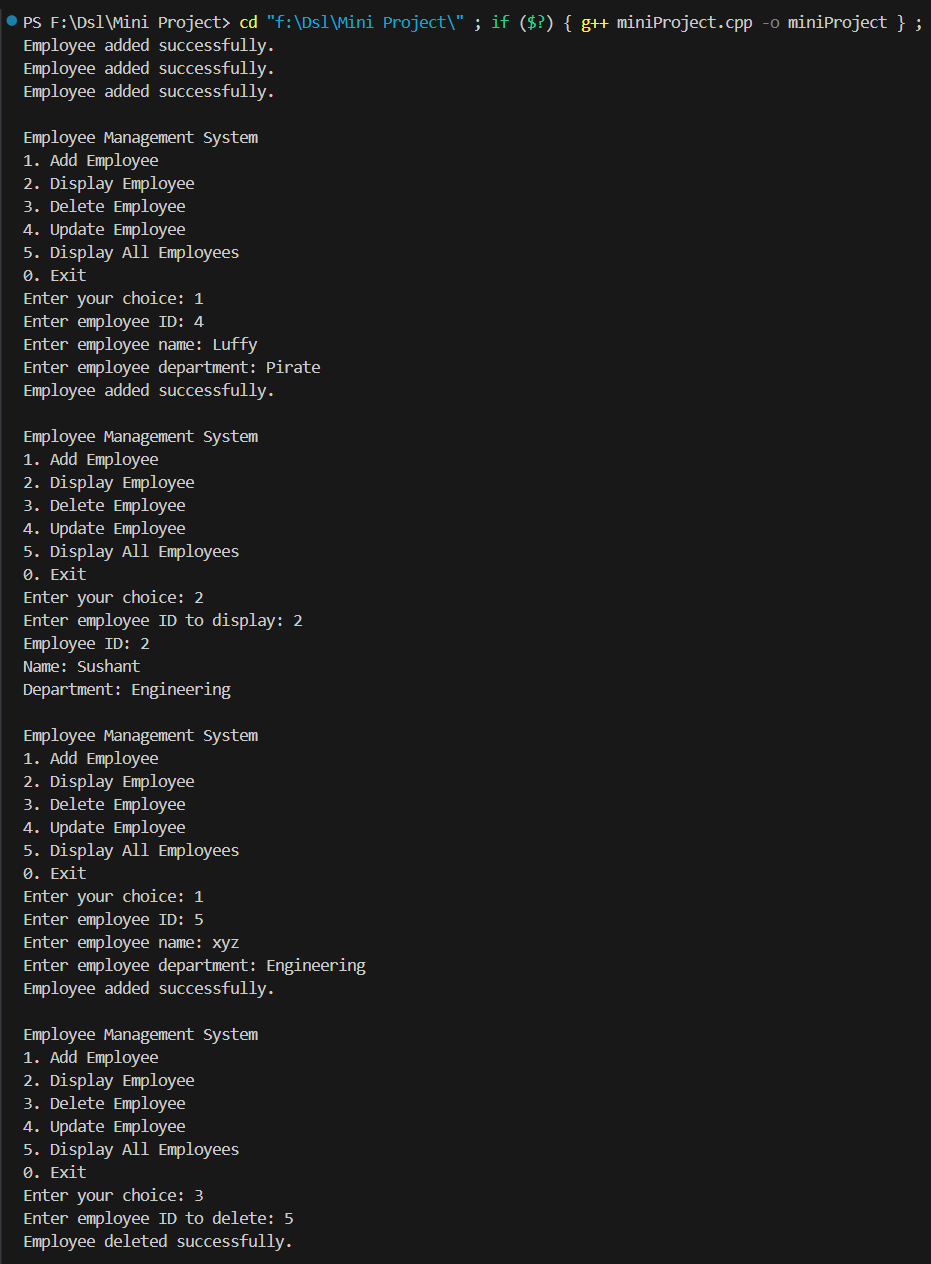 PS F:\Dsl\Mini Project> cd "f:\Dsl\Mini Project\" ; if ($?) { g++ miniProject.cpp -o miniProject } ;
Employee added successfully.
Employee added successfully.
Employee added successfully.
Employee Management System
1. Add Employee
2. Display Employee
3. Delete Employee
4. Update Employee
5. Display All Employees
0. Exit
Enter your choice: 1
Enter employee ID: 4
Enter employee name: Luffy
Enter employee department: Pirate
Employee added successfully.
Employee Management System
1. Add Employee
2. Display Employee
3. Delete Employee
4. Update Employee
5. Display All Employees
0. Exit
Enter your choice: 2
Enter employee ID to display: 2
Employee ID: 2
Name: Sushant
Department: Engineering
Employee Management System
1. Add Employee
2. Display Employee
3. Delete Employee
4. Update Employee
5. Display All Employees
0. Exit
Enter your choice: 1
Enter employee ID: 5
Enter employee name: xyz
Enter employee department: Engineering
Employee added successfully.
Employee Management System
1. Add Employee
2. Display Employee
3. Delete Employee
4. Update Employee
5. Display All Employees
0. Exit
Enter your choice: 3
Enter employee ID to delete: 5
Employee deleted successfully.